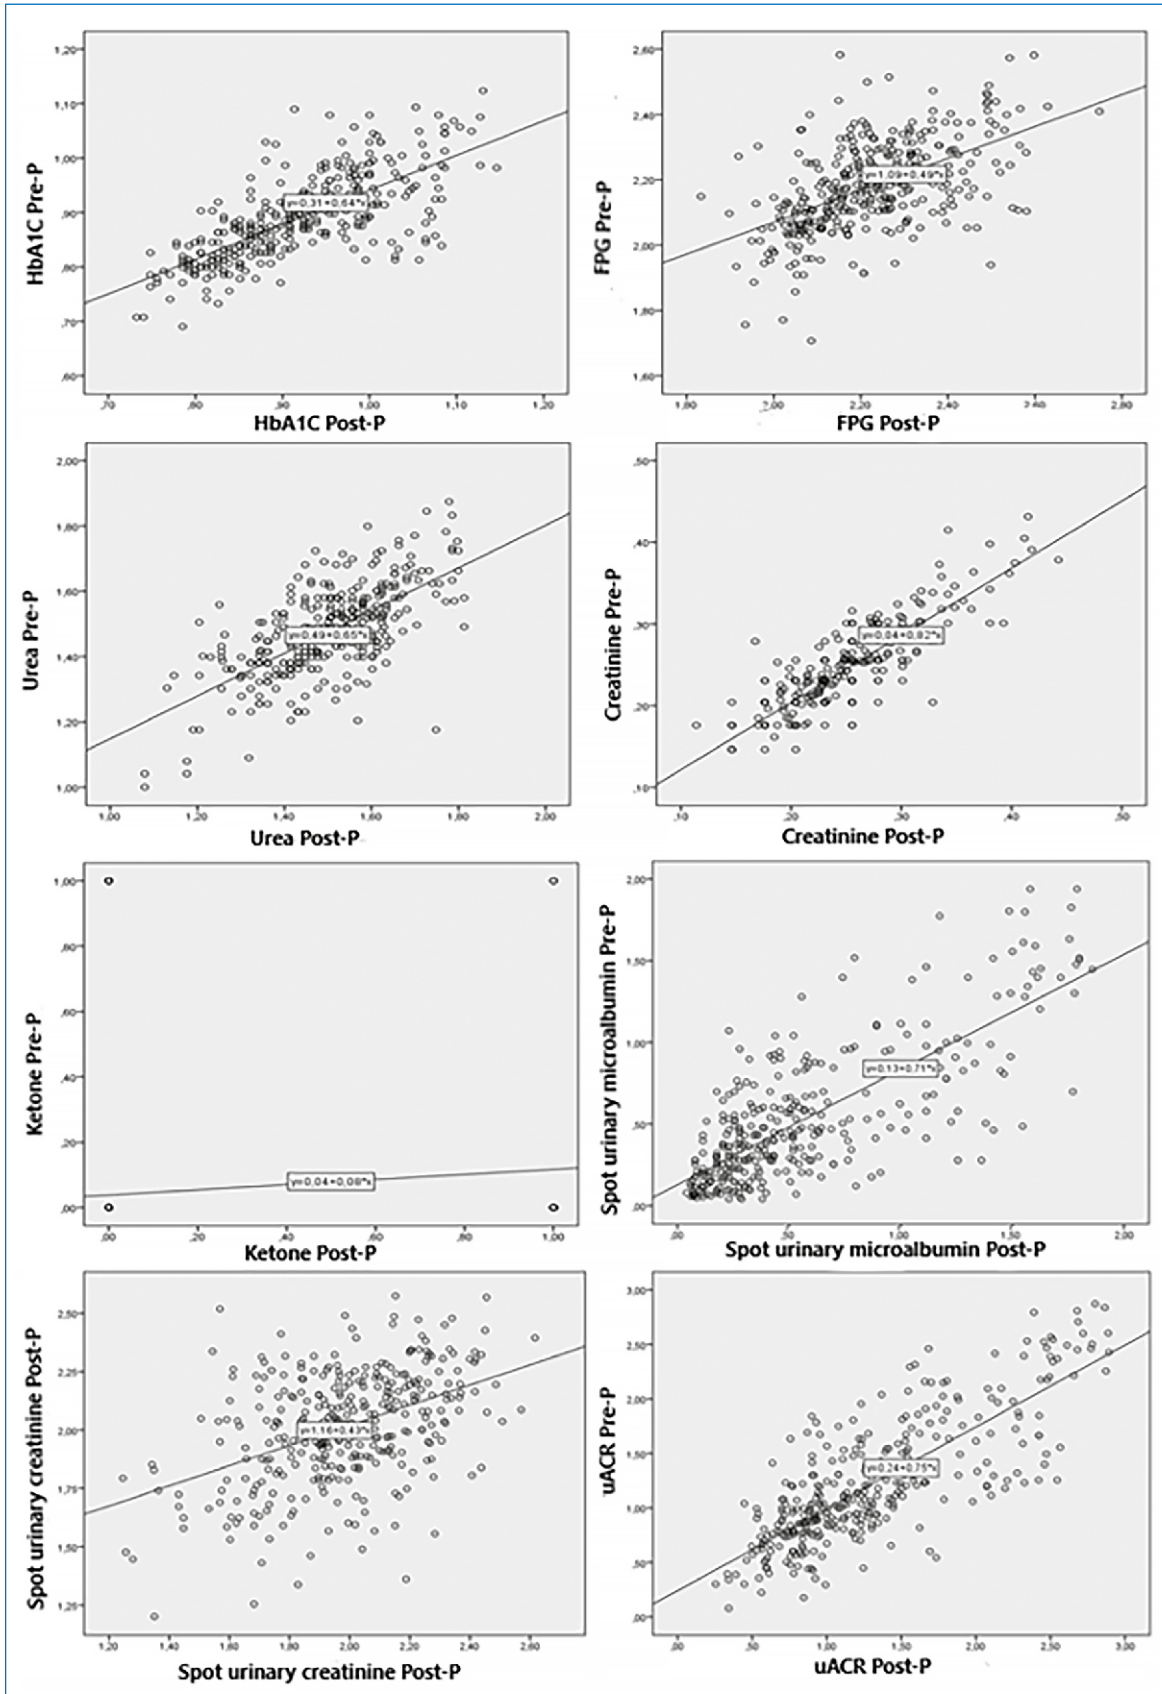 1,20
1,10
1,00
,90
,80
,70
,60
HbA1C Pre-P
y=0,31+0,64*x
,70 ,80 ,90 1,00 1,10 1,20
HbA1C Post-P
2,60
2,40
2,20
2,00
1,80
1,60
FPG Pre-P
y=1,09+0,49*x
1,80 2,00 2,20 2,40 2,60 2,80
FPG Post-P
2,00
1,80
1,60
1,40
1,20
1,00
Urea Pre-P
y=0,49+0,65*x
1,00 1,20 1,40 1,60 1,80 2,00
Urea Post-P
,50
,40
,30
,20
,10
Creatinine Pre-P
y=0,04+0,82*x
,10 ,20 ,30 ,40 ,50
Creatinine Post-P
1,00
,80
,60
,40
,20
,00
Ketone Pre-P
y=0,04+0,08*x
,00 ,20 ,40 ,60 ,80 1,00
Ketone Post-P
2,00
1,50
1,00
,50
,00
Spot urinary microalbumin Pre-P
y=0,13+0,71*x
,00 ,50 1,00 1,50 2,00
Spot urinary microalbumin Post-P
2,50
2,25
2,00
1,75
1,50
1,25
Spot urinary creatinine Post-P
y=1,16+0,43*x
1,20 1,40 1,60 1,80 2,00 2,20 2,40 2,60
Spot urinary creatinine Post-P
3,00
2,50
2,00
1,50
1,00
,50
,00
uACR Pre-P
y=0,24+0,75*x
,00 ,50 1,00 1,50 2,00 2,50 3,00
uACR Post-P